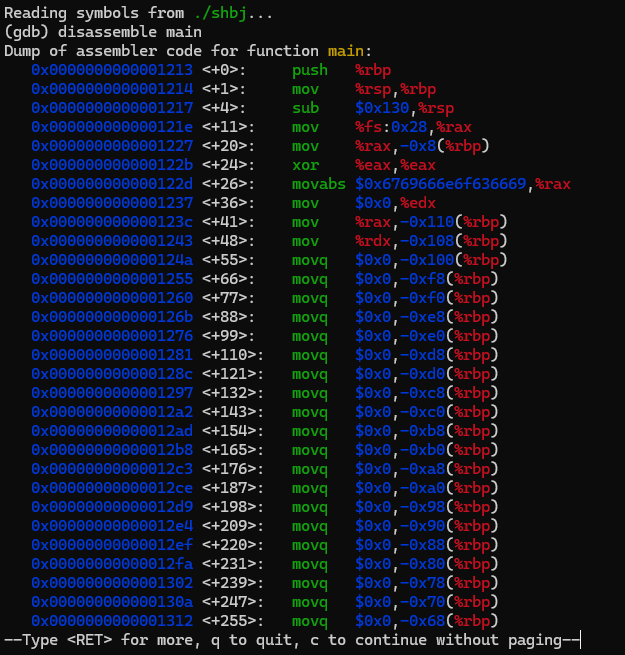 Reading symbols from ./shbj...
(gdb) disassemble main
Dump of assembler code for function main:
   0x0000000000001213 <+0>:     push   %rbp
   0x0000000000001214 <+1>:     mov    %rsp,%rbp
   0x0000000000001217 <+4>:     sub    $0x130,%rsp
   0x000000000000121e <+11>:    mov    %fs:0x28,%rax
   0x0000000000001227 <+20>:    mov    %rax,-0x8(%rbp)
   0x000000000000122b <+24>:    xor    %eax,%eax
   0x000000000000122d <+26>:    movabs $0x6769666e6f636669,%rax
   0x0000000000001237 <+36>:    mov    $0x0,%edx
   0x000000000000123c <+41>:    mov    %rax,-0x110(%rbp)
   0x0000000000001243 <+48>:    mov    %rdx,-0x108(%rbp)
   0x000000000000124a <+55>:    movq   $0x0,-0x100(%rbp)
   0x0000000000001255 <+66>:    movq   $0x0,-0xf8(%rbp)
   0x0000000000001260 <+77>:    movq   $0x0,-0xf0(%rbp)
   0x000000000000126b <+88>:    movq   $0x0,-0xe8(%rbp)
   0x0000000000001276 <+99>:    movq   $0x0,-0xe0(%rbp)
   0x0000000000001281 <+110>:   movq   $0x0,-0xd8(%rbp)
   0x000000000000128c <+121>:   movq   $0x0,-0xd0(%rbp)
   0x0000000000001297 <+132>:   movq   $0x0,-0xc8(%rbp)
   0x00000000000012a2 <+143>:   movq   $0x0,-0xc0(%rbp)
   0x00000000000012ad <+154>:   movq   $0x0,-0xb8(%rbp)
   0x00000000000012b8 <+165>:   movq   $0x0,-0xb0(%rbp)
   0x00000000000012c3 <+176>:   movq   $0x0,-0xa8(%rbp)
   0x00000000000012ce <+187>:   movq   $0x0,-0xa0(%rbp)
   0x00000000000012d9 <+198>:   movq   $0x0,-0x98(%rbp)
   0x00000000000012e4 <+209>:   movq   $0x0,-0x90(%rbp)
   0x00000000000012ef <+220>:   movq   $0x0,-0x88(%rbp)
   0x00000000000012fa <+231>:   movq   $0x0,-0x80(%rbp)
   0x0000000000001302 <+239>:   movq   $0x0,-0x78(%rbp)
   0x000000000000130a <+247>:   movq   $0x0,-0x70(%rbp)
   0x0000000000001312 <+255>:   movq   $0x0,-0x68(%rbp)
--Type <RET> for more, q to quit, c to continue without paging--